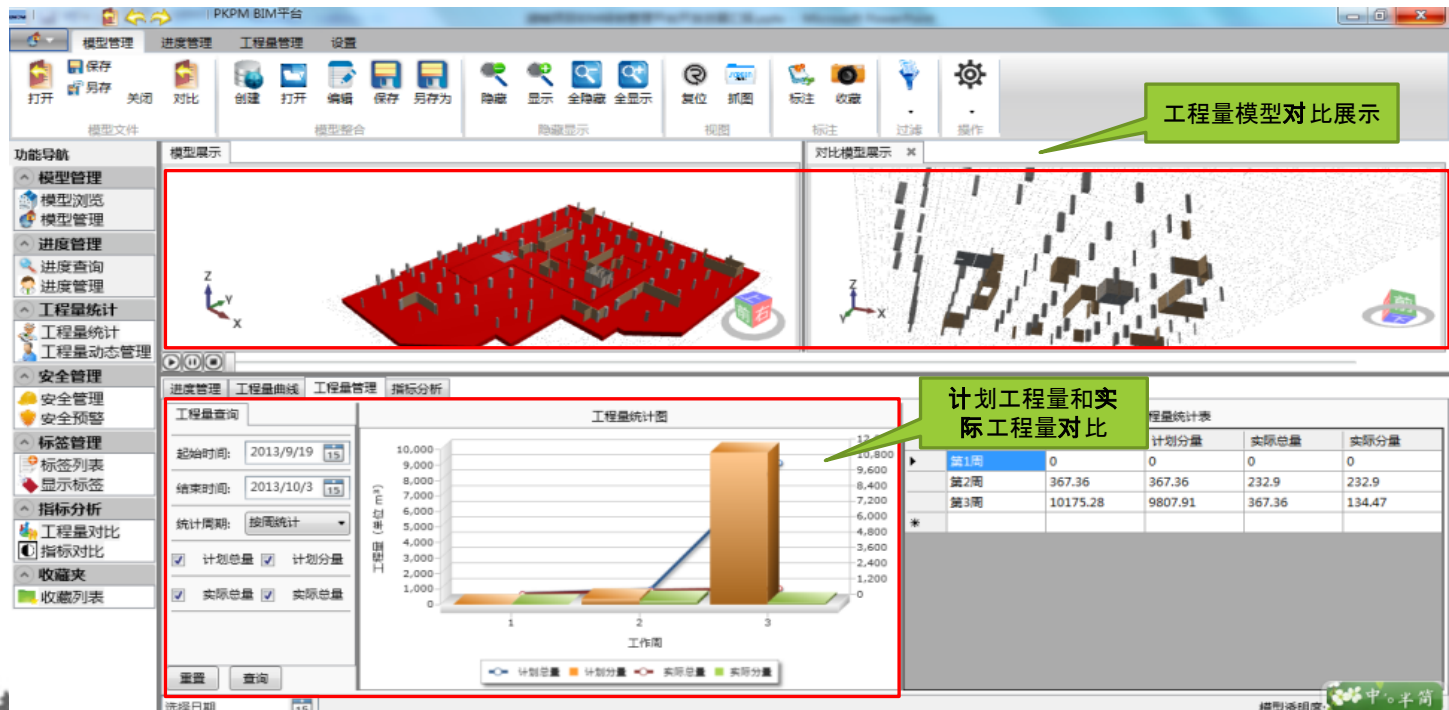 PKPM BIM平台
模型管理 进度管理 工程量管理 设置
打开 保存 另存 关闭 对比 创建 打开 编辑 保存 另存为 隐藏 显示 全隐藏 全显示 复位 抓图 标注 收藏
模型文件 模型整合 隐藏显示 视图 标注 过滤 操作
工程量模型对比展示
功能导航
模型管理
模型浏览
模型管理
进度管理
进度查询
进度管理
工程量统计
工程量统计
工程量动态管理
安全管理
安全管理
安全预警
标签管理
标签列表
显示标签
指标分析
工程量对比
指标对比
收藏夹
收藏列表
模型展示 对比模型展示
Z Y X
前 右
Z Y X
进度管理 工程量曲线 工程量管理 指标分析
工程量查询
起始时间: 2013/9/19 15
结束时间: 2013/10/3 15
统计周期: 按周统计
计划总量 计划分量
实际总量 实际总量
重置 查询
工程量统计图
工程量（单位 m³）
10,000
9,000
8,000
7,000
6,000
5,000
4,000
3,000
2,000
1,000
0
10,800
9,600
8,400
7,200
6,000
4,800
3,600
2,400
1,200
0
1 2 3
工作周
计划总量 计划分量 实际总量 实际分量
计划工程量和实
际工程量对比
程量统计表
计划分量 实际总量 实际分量
第1周 0 0 0 0
第2周 367.36 367.36 232.9 232.9
第3周 10175.28 9807.91 367.36 134.47
选择日期 15
模型透明度:
中 半 简